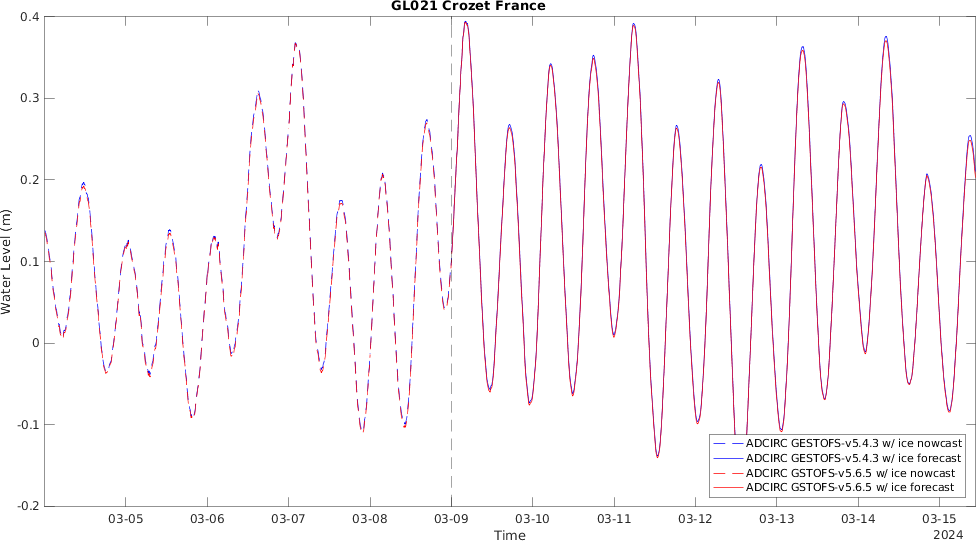 GL021 Crozet France
0.4
0.3
0.2
0.1
0
-0.1
-0.2
Water Level (m)
ADCIRC GESTOFS-v5.4.3 w/ ice nowcast
ADCIRC GESTOFS-v5.4.3 w/ ice forecast
ADCIRC GSTOFS-v5.6.5 w/ ice nowcast
ADCIRC GSTOFS-v5.6.5 w/ ice forecast
03-05 03-06 03-07 03-08 03-09 03-10 03-11 03-12 03-13 03-14 03-15
Time
2024